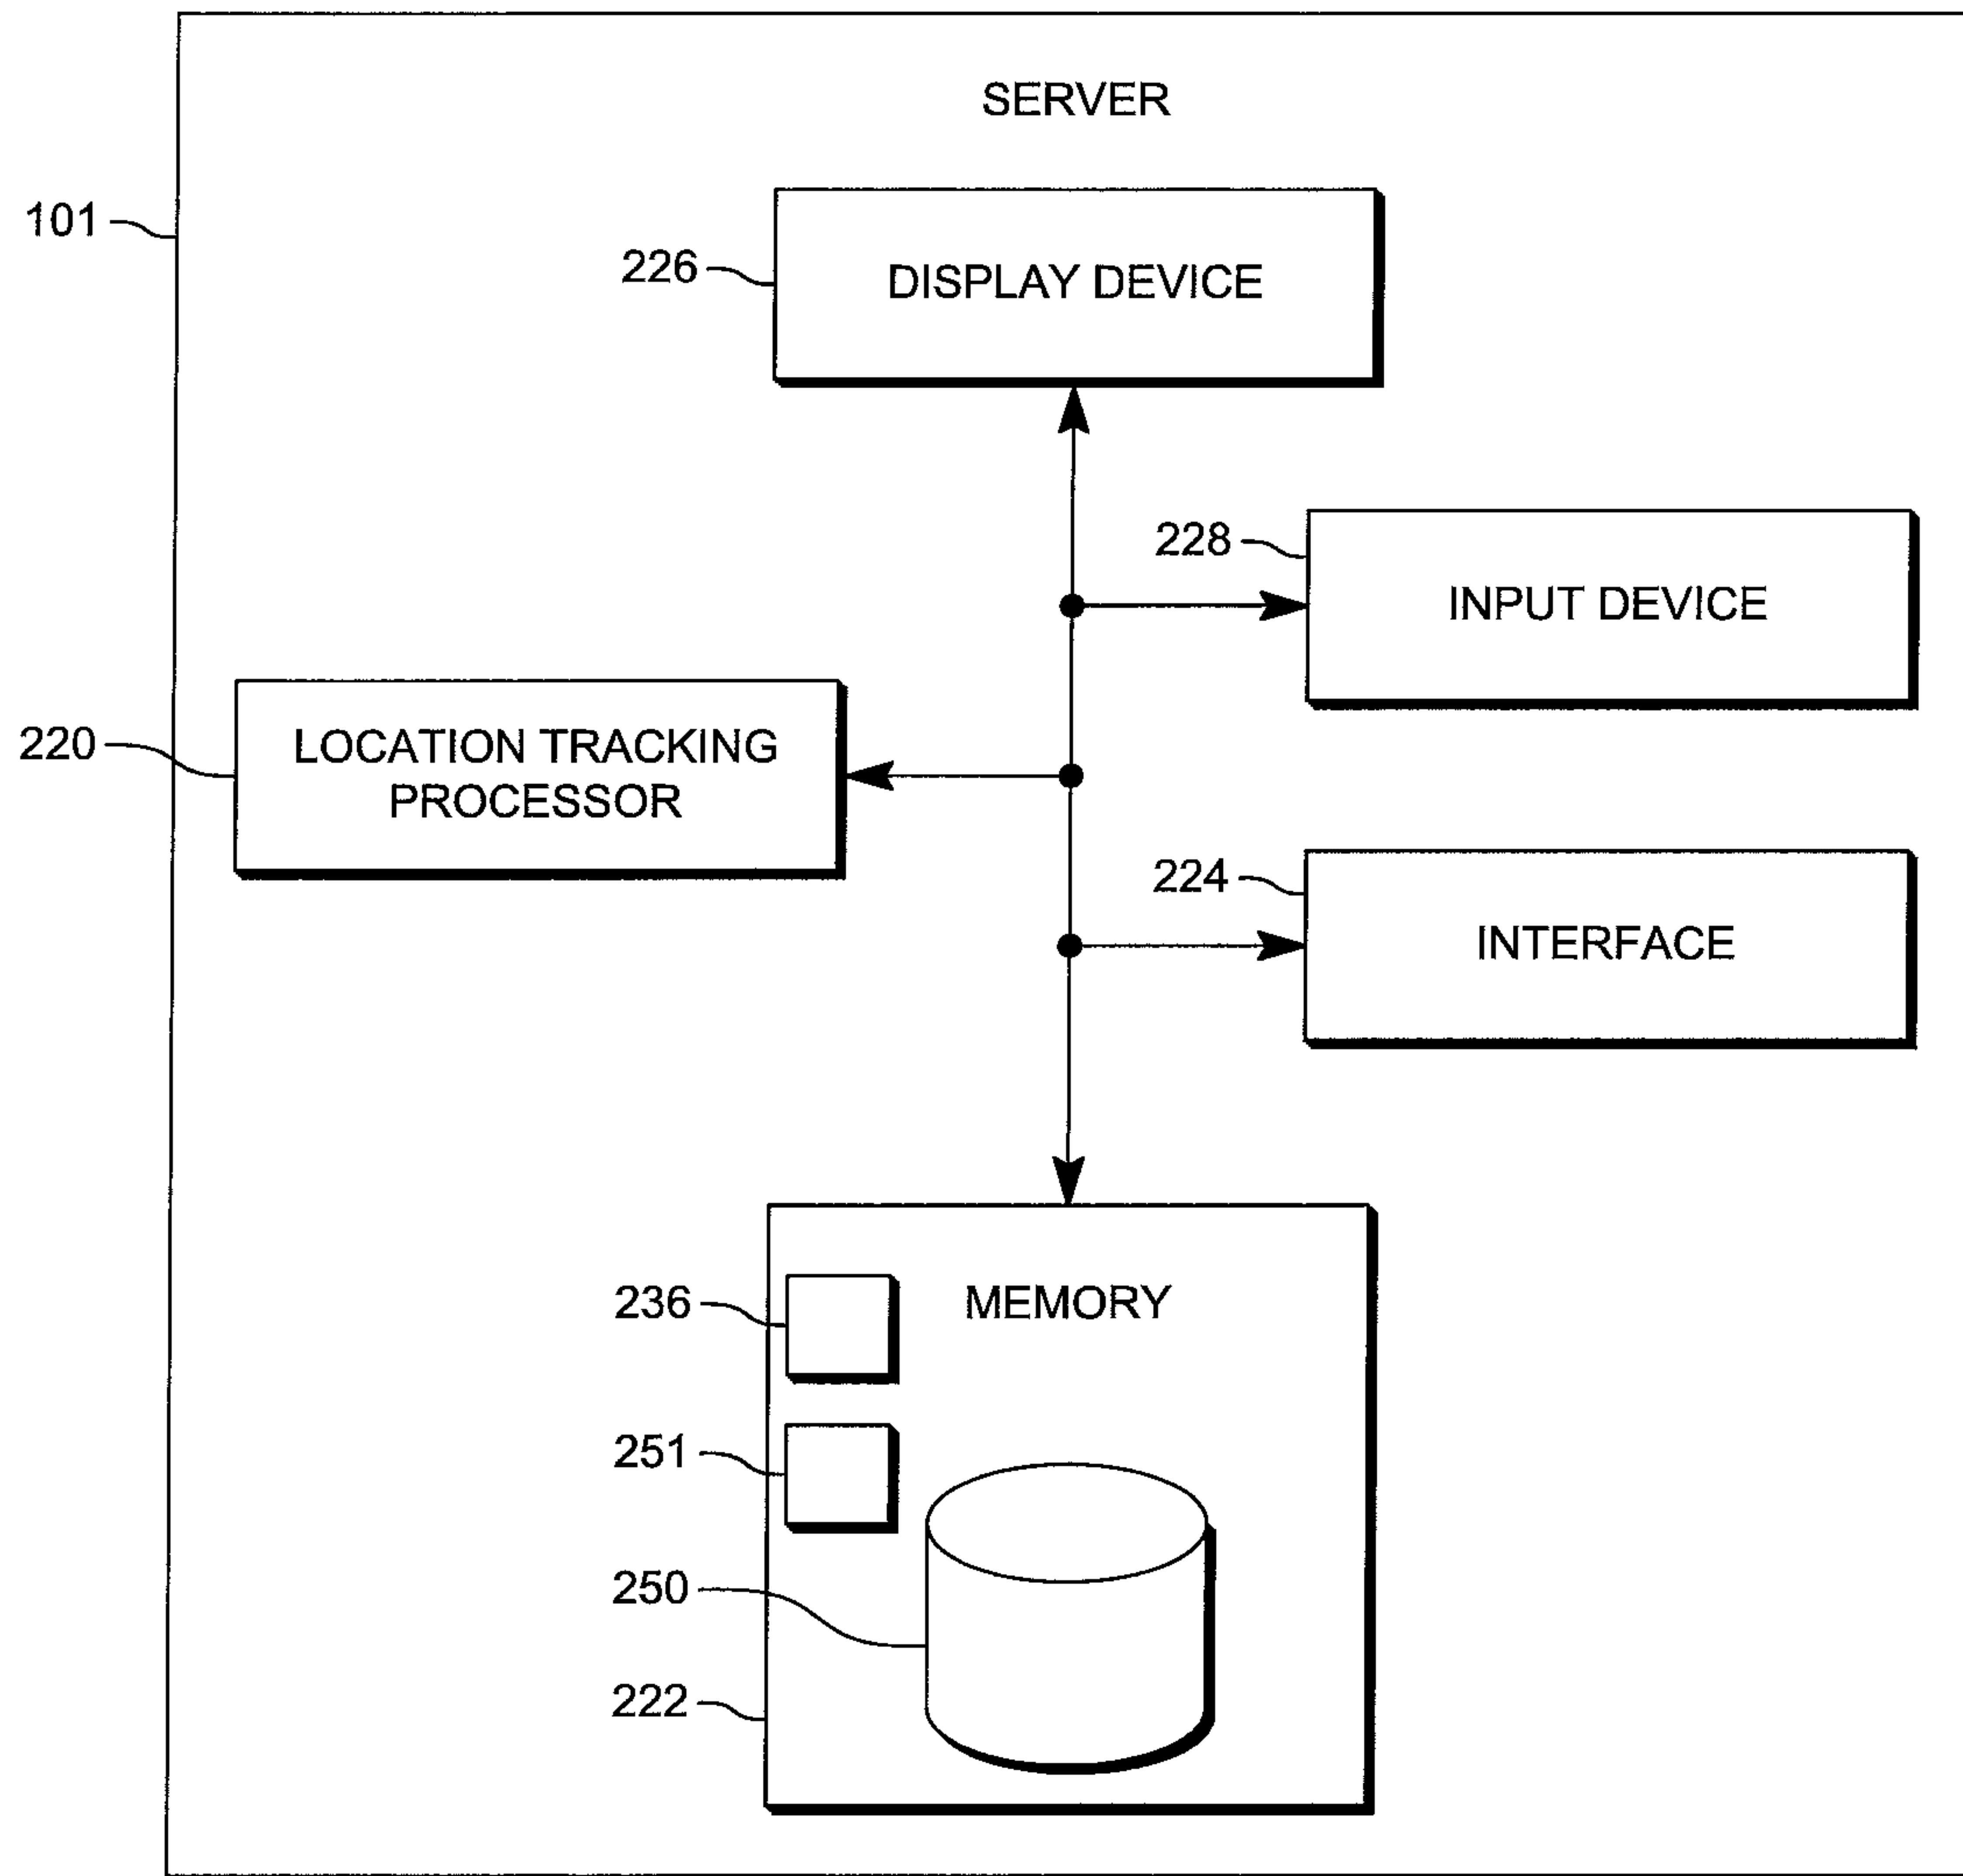 SERVER
101
226
DISPLAY DEVICE
228
INPUT DEVICE
220
LOCATION TRACKING
PROCESSOR
224
INTERFACE
236
MEMORY
251
250
222